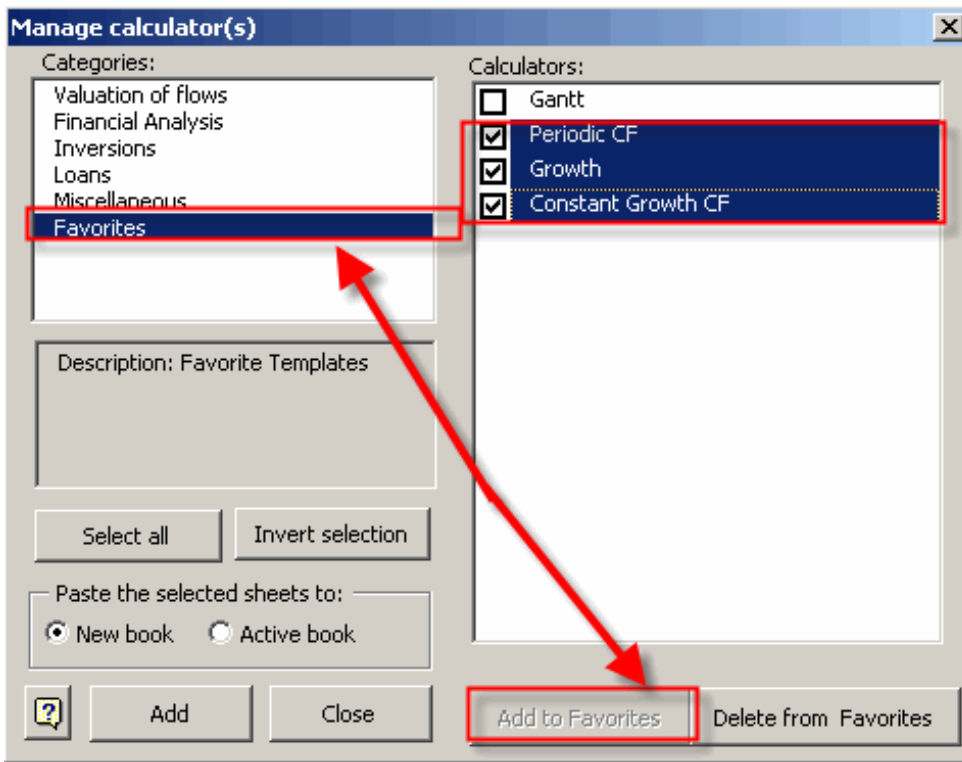 Manage calculator(s)
Categories:
Valuation of flows
Financial Analysis
Inversions
Loans
Miscellaneous
Favorites
Calculators:
Gantt
Periodic CF
Growth
Constant Growth CF
Description: Favorite Templates
Select all
Invert selection
Paste the selected sheets to:
New book
Active book
?
Add
Close
Add to Favorites
Delete from Favorites